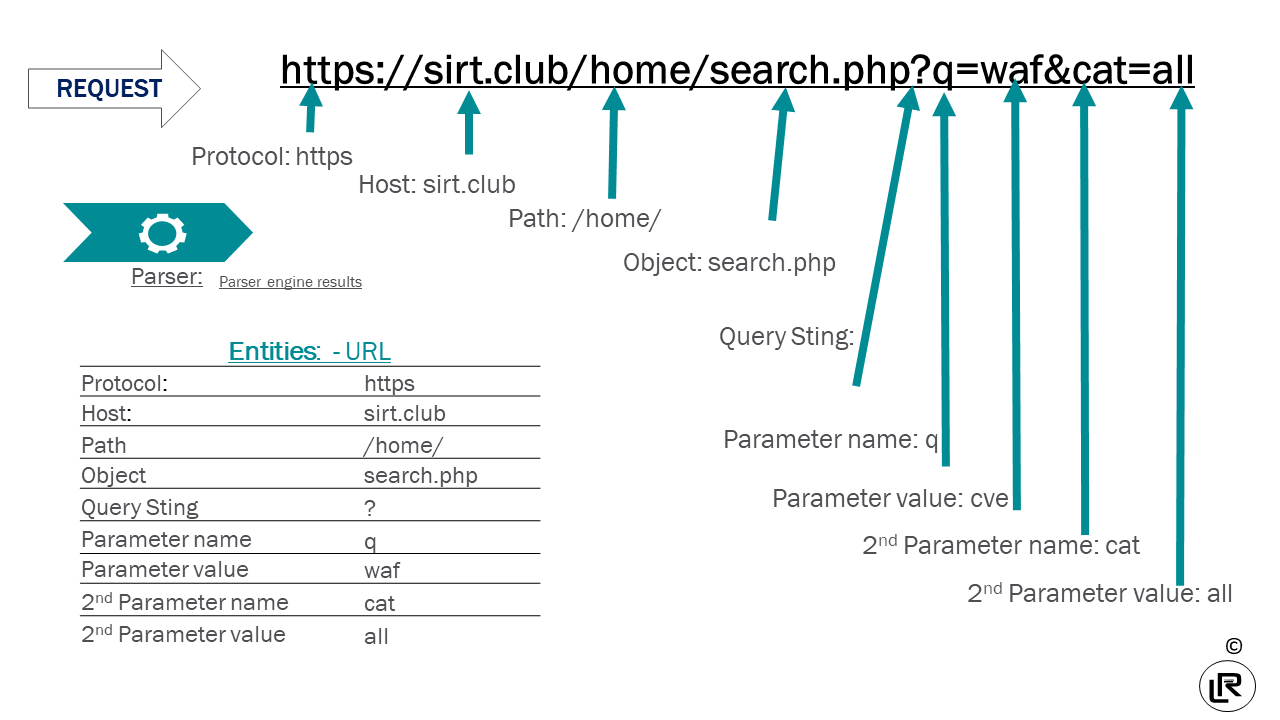 https://sirt.club/home/search.php?q=waf&cat=all
REQUEST
Protocol: https
Host: sirt.club
Path: /home/
Object: search.php
Parser: Parser engine results
Query Sting:
Entities: - URL
Protocol: https
Host: sirt.club
Path /home/
Object search.php
Query Sting ?
Parameter name q
Parameter value waf
2nd Parameter name cat
2nd Parameter value all
Parameter name: q
Parameter value: cve
2nd Parameter name: cat
2nd Parameter value: all
©
LR